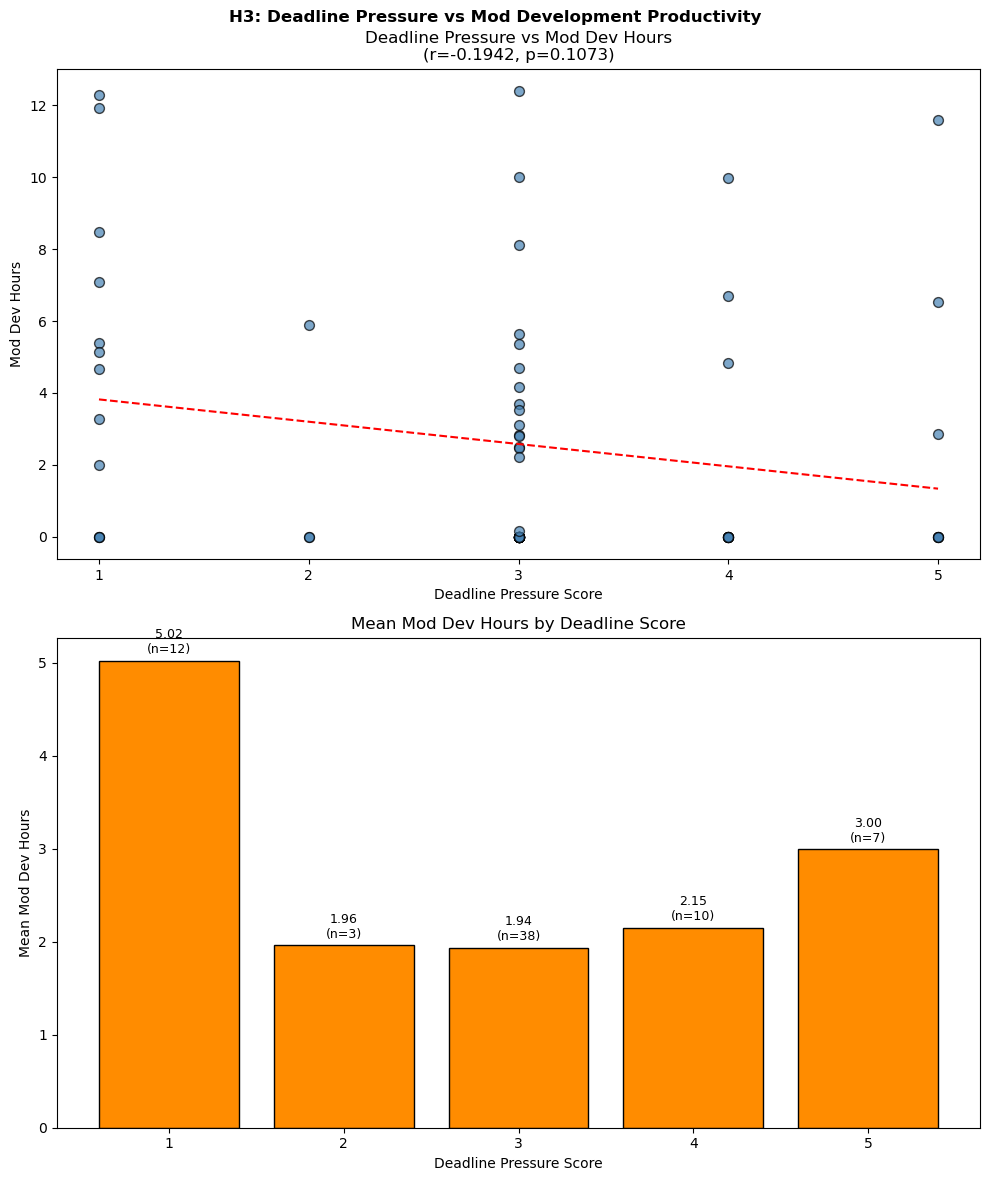 H3: Deadline Pressure vs Mod Development Productivity
Deadline Pressure vs Mod Dev Hours
(r=-0.1942, p=0.1073)
12
10
8
6
4
2
0
Mod Dev Hours
1 2 3 4 5
Deadline Pressure Score
Mean Mod Dev Hours by Deadline Score
5
4
3
2
1
0
Mean Mod Dev Hours
5.02
(n=12)
1.96
(n=3)
1.94
(n=38)
2.15
(n=10)
3.00
(n=7)
1 2 3 4 5
Deadline Pressure Score